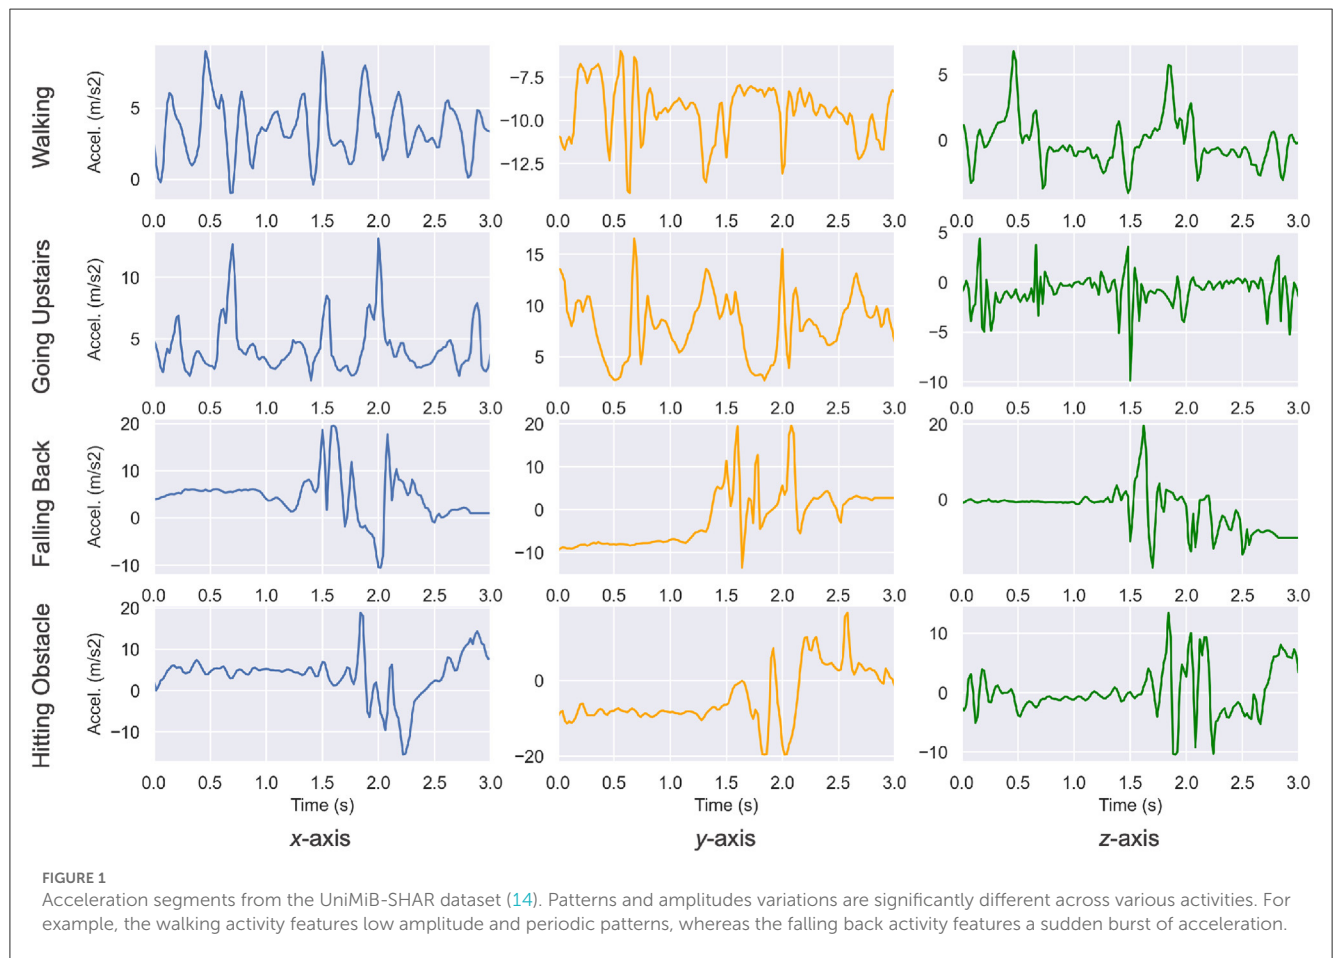 Walking
Accel. (m/s2)
5
0
0.0 0.5 1.0 1.5 2.0 2.5 3.0
−7.5
−10.0
−12.5
0.0 0.5 1.0 1.5 2.0 2.5 3.0
5
0
0.0 0.5 1.0 1.5 2.0 2.5 3.0
Going Upstairs
Accel. (m/s2)
10
5
0.0 0.5 1.0 1.5 2.0 2.5 3.0
15
10
5
0.0 0.5 1.0 1.5 2.0 2.5 3.0
5
0
−5
−10
0.0 0.5 1.0 1.5 2.0 2.5 3.0
Falling Back
Accel. (m/s2)
20
10
0
−10
0.0 0.5 1.0 1.5 2.0 2.5 3.0
20
10
0
−10
0.0 0.5 1.0 1.5 2.0 2.5 3.0
20
0
0.0 0.5 1.0 1.5 2.0 2.5 3.0
Hitting Obstacle
Accel. (m/s2)
20
10
0
−10
0.0 0.5 1.0 1.5 2.0 2.5 3.0
Time (s)
x-axis
0
−20
0.0 0.5 1.0 1.5 2.0 2.5 3.0
Time (s)
y-axis
10
0
−10
0.0 0.5 1.0 1.5 2.0 2.5 3.0
Time (s)
z-axis
FIGURE 1
Acceleration segments from the UniMiB-SHAR dataset (14). Patterns and amplitudes variations are significantly different across various activities. For
example, the walking activity features low amplitude and periodic patterns, whereas the falling back activity features a sudden burst of acceleration.